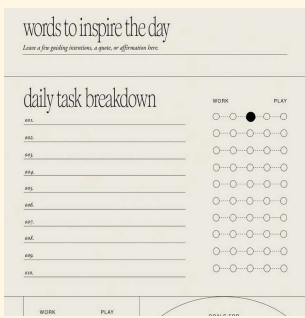 words to inspire the day
Leave a few guiding intentions, a quote, or affirmation here.
daily task breakdown
WORK PLAY
001.
002.
003.
004.
005.
006.
007.
008.
009.
010.
WORK PLAY
GOALS FOR